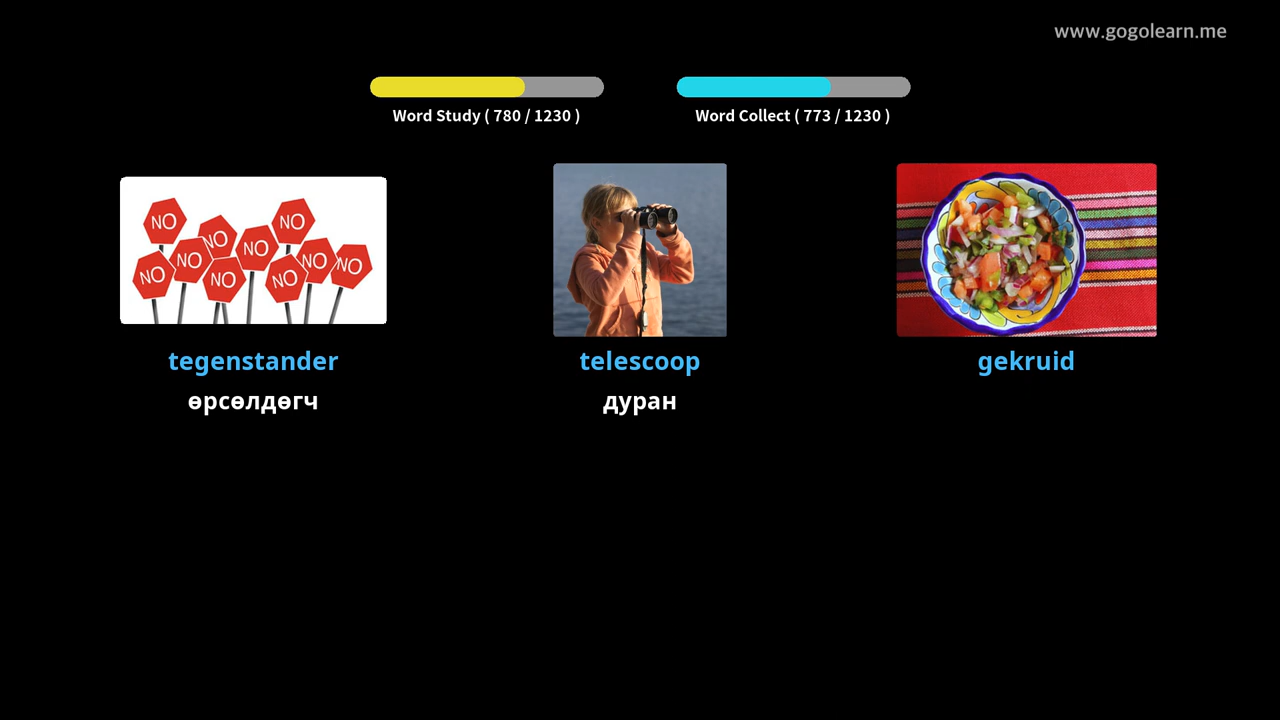 www.gogolearn.me
Word Study ( 780 / 1230 )
Word Collect ( 773 / 1230 )
NO
NO
NO
NO
NO
NO
NO
NO
NO
tegenstander
telescoop
gekruid
өрсөлдөгч
дуран